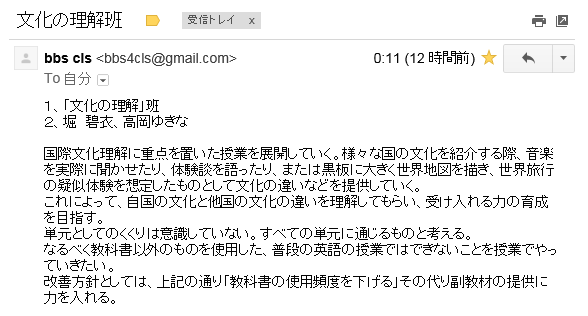 文化の理解班
受信トレイ x
bbs cls <bbs4cls@gmail.com>
0:11 (12 時間前)
To 自分
1、「文化の理解」班
2、堀　碧衣、高岡ゆきな
国際文化理解に重点を置いた授業を展開していく。様々な国の文化を紹介する際、音楽
を実際に聞かせたり、体験談を語ったり、または黒板に大きく世界地図を描き、世界旅行
の疑似体験を想定したものとして文化の違いなどを提供していく。
これによって、自国の文化と他国の文化の違いを理解してもらい、受け入れる力の育成
を目指す。
単元としてのくくりは意識していない。すべての単元に通じるものと考える。
なるべく教科書以外のものを使用した、普段の英語の授業ではできないことを授業でやっ
ていきたい。
改善方針としては、上記の通り「教科書の使用頻度を下げる」その代り副教材の提供に
力を入れる。